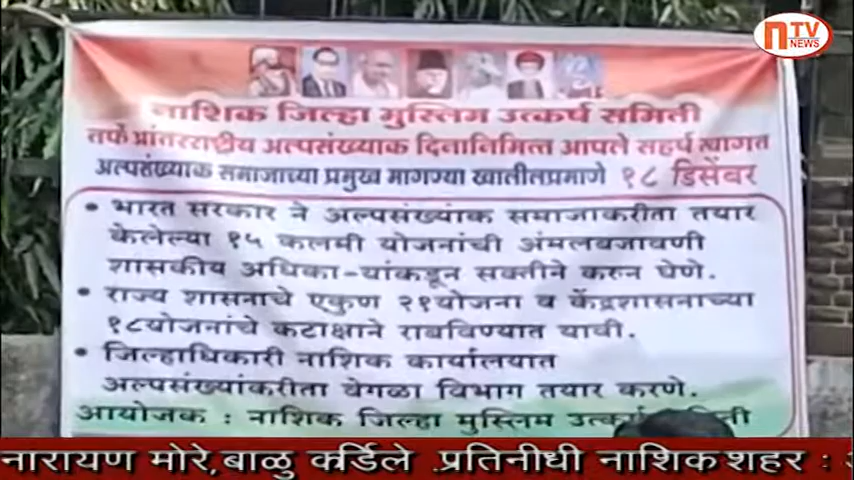 NTV
NEWS
नाशिक जिल्हा मुस्लिम उत्कर्ष समिती
तर्फे प्रांतरराष्ट्रीय अल्पसंख्याक दिनानिमित्त आपले सहर्ष स्वागत
अल्पसंख्याक समाजाच्या प्रमुख मागण्या खालीलप्रमाणे १८ डिसेंबर
• भारत सरकार ने अल्पसंख्यांक समाजाकरीता तयार
केलेल्या १५ कलमी योजनांची अंमलबजावणी
शासकीय अधिका-यांकडून सक्तीने करुन घेणे.
• राज्य शासनाचे एकुण २१योजना व केंद्रशासनाच्या
१८योजनांचे कटाक्षाने राबविण्यात यावी.
• जिल्हाधिकारी नाशिक कार्यालयात
अल्पसंख्यांकरीता वेगळा विभाग तयार करणे.
आयोजक : नाशिक जिल्हा मुस्लिम उत्कर्ष
नारायण मोरे,बाळु कर्डिले .प्रतिनीधी नाशिकशहर :